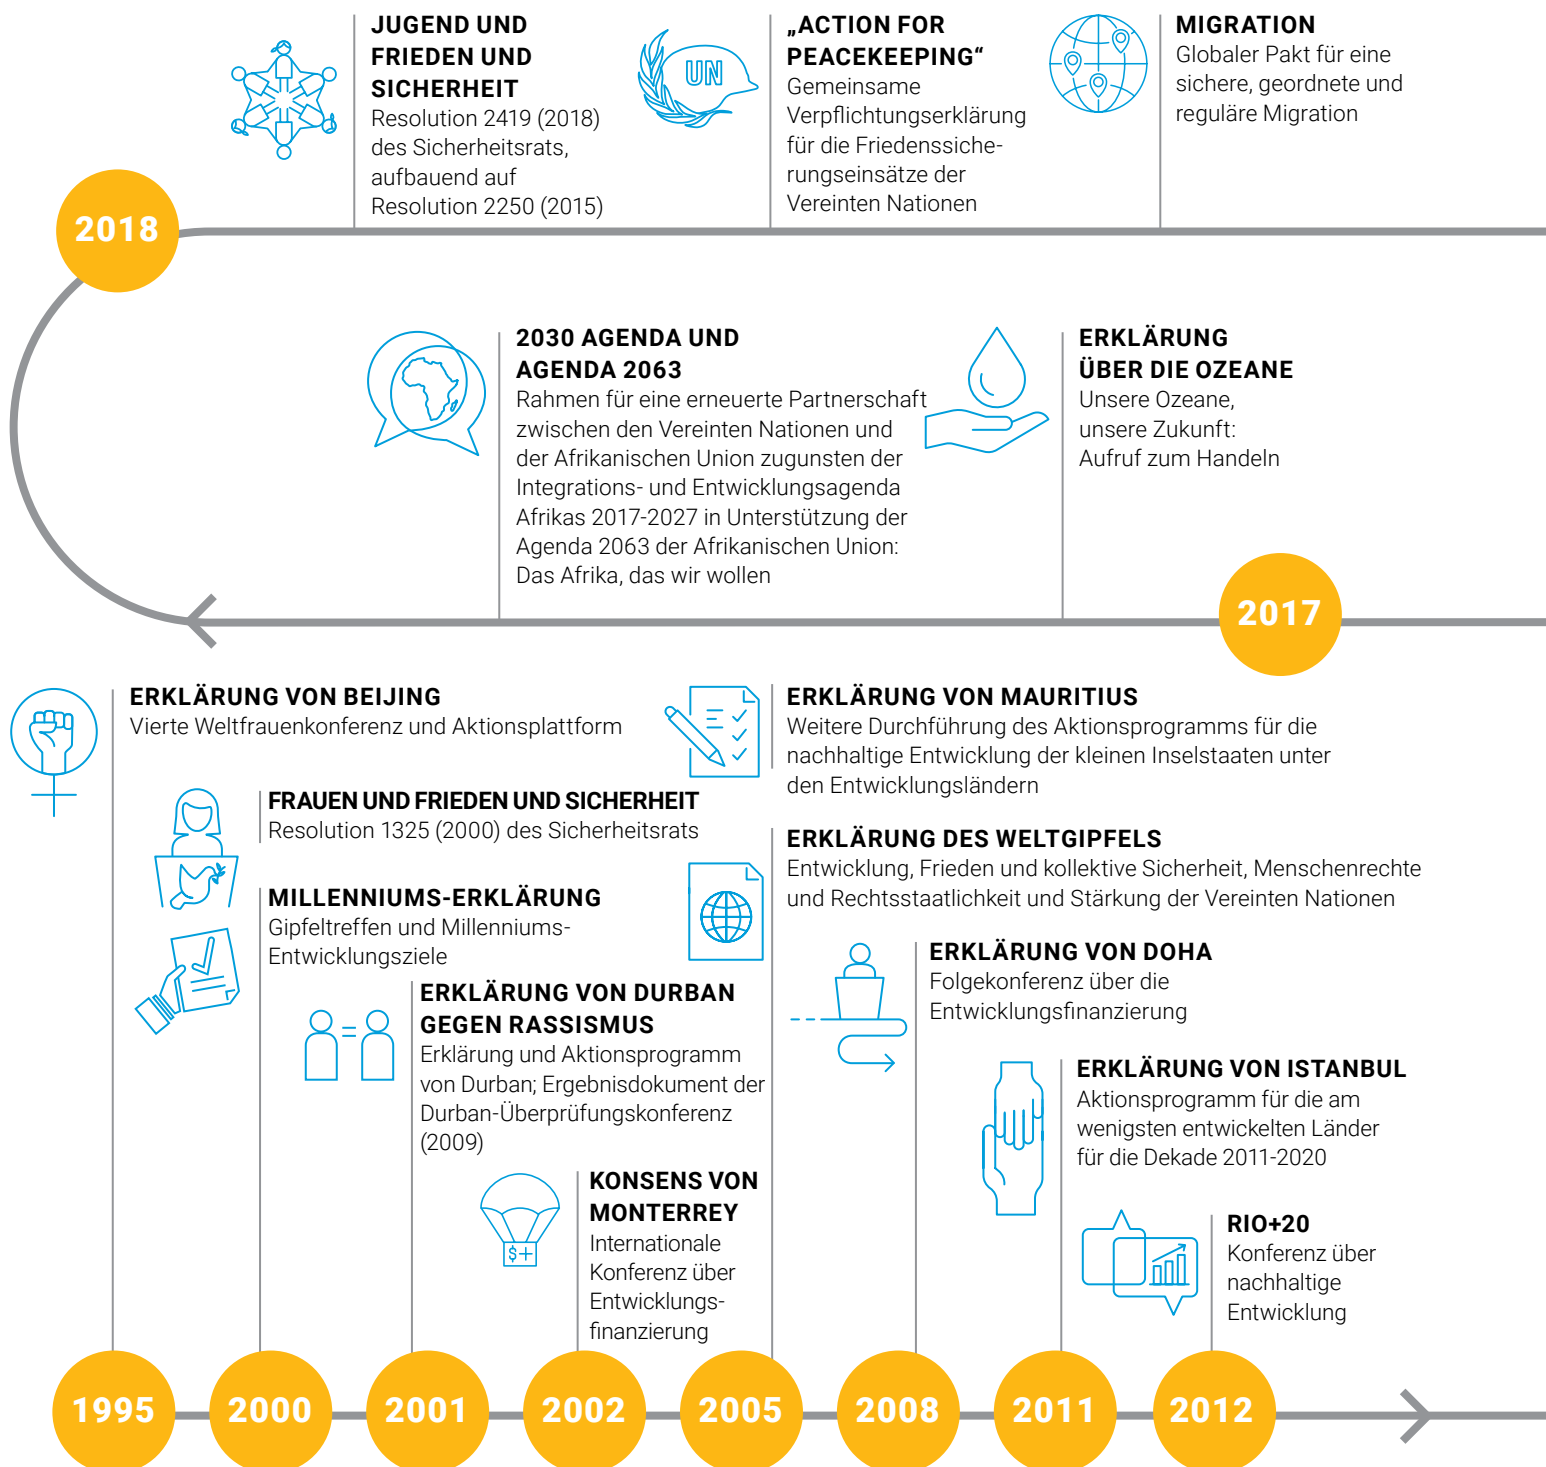 JUGEND UND
FRIEDEN UND
SICHERHEIT
Resolution 2419 (2018)
des Sicherheitsrats,
aufbauend auf
Resolution 2250 (2015)
UN
„ACTION FOR
PEACEKEEPING“
Gemeinsame
Verpflichtungserklärung
für die Friedenssiche-
rungseinsätze der
Vereinten Nationen
MIGRATION
Globaler Pakt für eine
sichere, geordnete und
reguläre Migration
2018
2030 AGENDA UND
AGENDA 2063
Rahmen für eine erneuerte Partnerschaft
zwischen den Vereinten Nationen und
der Afrikanischen Union zugunsten der
Integrations- und Entwicklungsagenda
Afrikas 2017-2027 in Unterstützung der
Agenda 2063 der Afrikanischen Union:
Das Afrika, das wir wollen
ERKLÄRUNG
ÜBER DIE OZEANE
Unsere Ozeane,
unsere Zukunft:
Aufruf zum Handeln
2017
ERKLÄRUNG VON BEIJING
Vierte Weltfrauenkonferenz und Aktionsplattform
FRAUEN UND FRIEDEN UND SICHERHEIT
Resolution 1325 (2000) des Sicherheitsrats
MILLENNIUMS-ERKLÄRUNG
Gipfeltreffen und Millenniums-
Entwicklungsziele
ERKLÄRUNG VON DURBAN
GEGEN RASSISMUS
Erklärung und Aktionsprogramm
von Durban; Ergebnisdokument der
Durban-Überprüfungskonferenz
(2009)
$+
KONSENS VON
MONTERREY
Internationale
Konferenz über
Entwicklungs-
finanzierung
ERKLÄRUNG VON MAURITIUS
Weitere Durchführung des Aktionsprogramms für die
nachhaltige Entwicklung der kleinen Inselstaaten unter
den Entwicklungsländern
ERKLÄRUNG DES WELTGIPFELS
Entwicklung, Frieden und kollektive Sicherheit, Menschenrechte
und Rechtsstaatlichkeit und Stärkung der Vereinten Nationen
ERKLÄRUNG VON DOHA
Folgekonferenz über die
Entwicklungsfinanzierung
ERKLÄRUNG VON ISTANBUL
Aktionsprogramm für die am
wenigsten entwickelten Länder
für die Dekade 2011-2020
RIO+20
Konferenz über
nachhaltige
Entwicklung
1995
2000
2001
2002
2005
2008
2011
2012